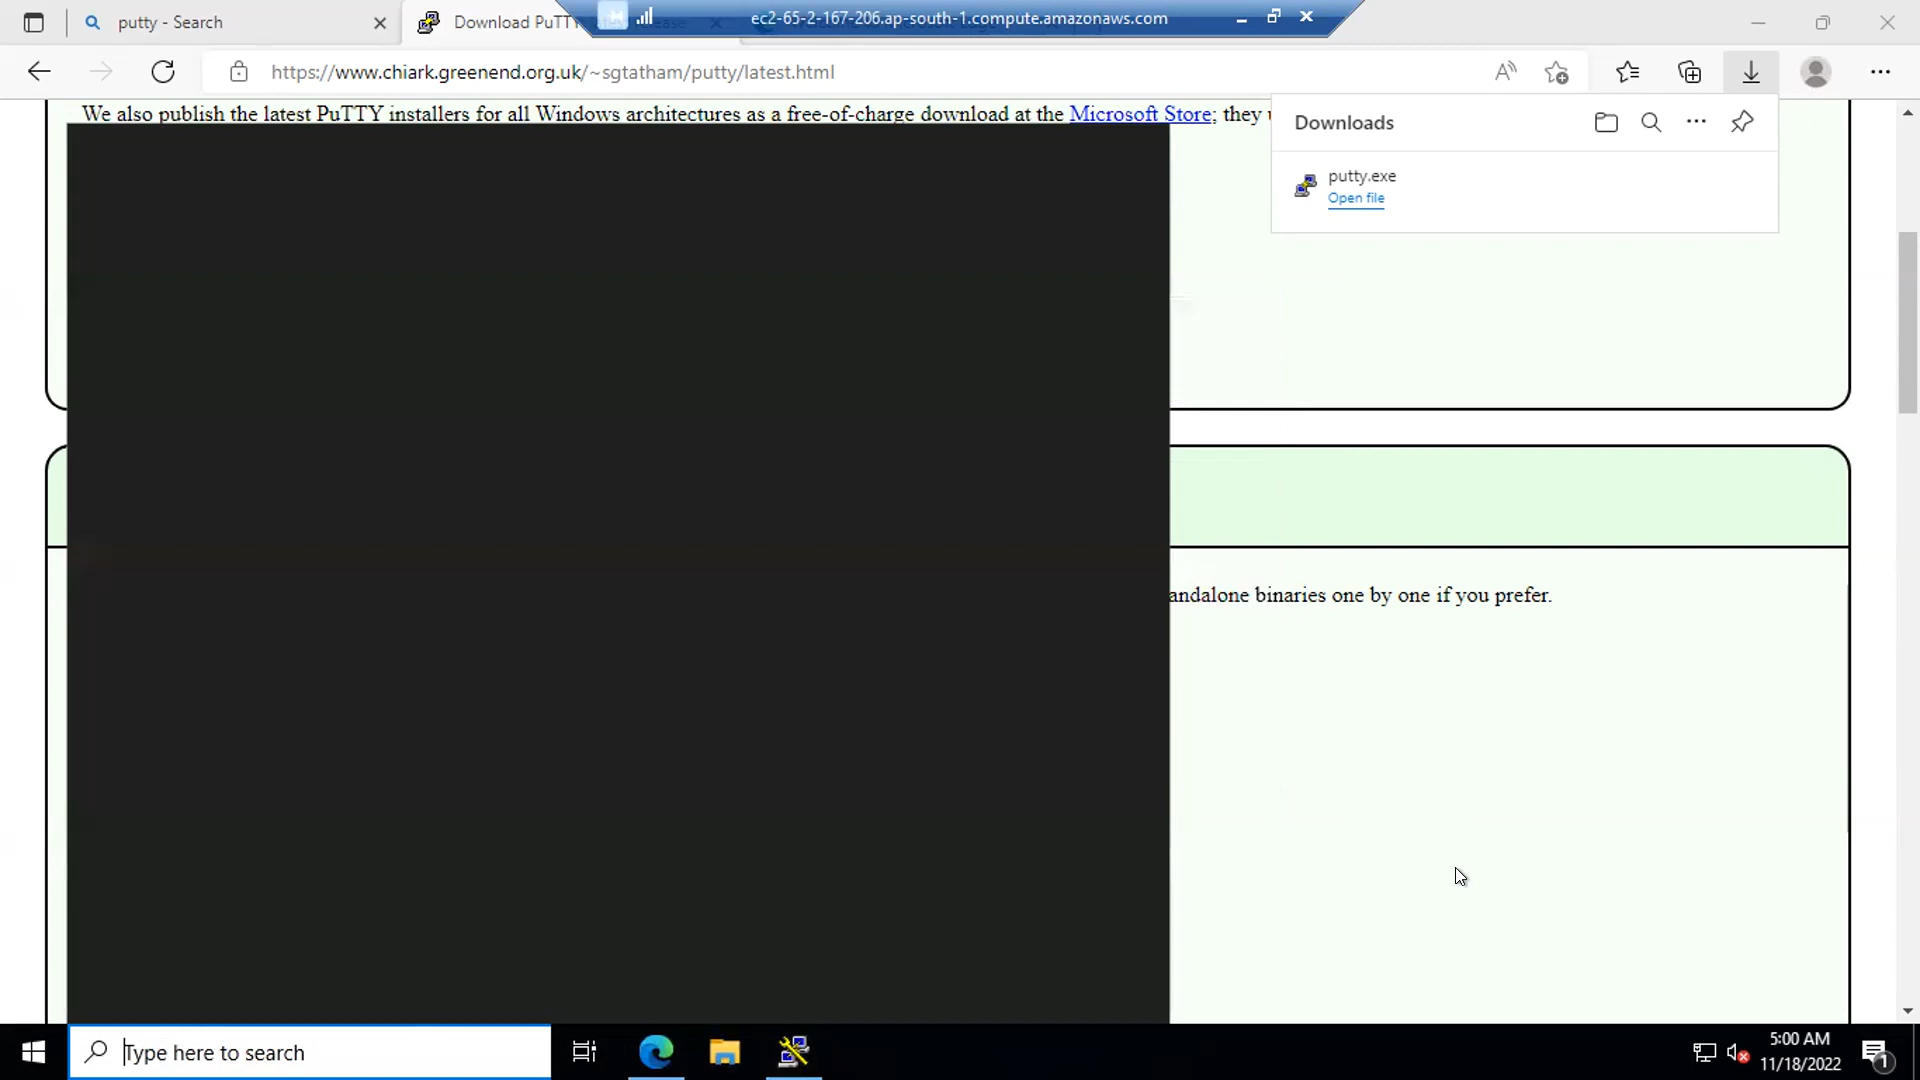 putty - Search
Download PuTTY
ec2-65-2-167-206.ap-south-1.compute.amazonaws.com
https://www.chiark.greenend.org.uk/~sgtatham/putty/latest.html
We also publish the latest PuTTY installers for all Windows architectures as a free-of-charge download at the Microsoft Store; they
Downloads
putty.exe
Open file
andalone binaries one by one if you prefer.
Type here to search
5:00 AM
11/18/2022
1